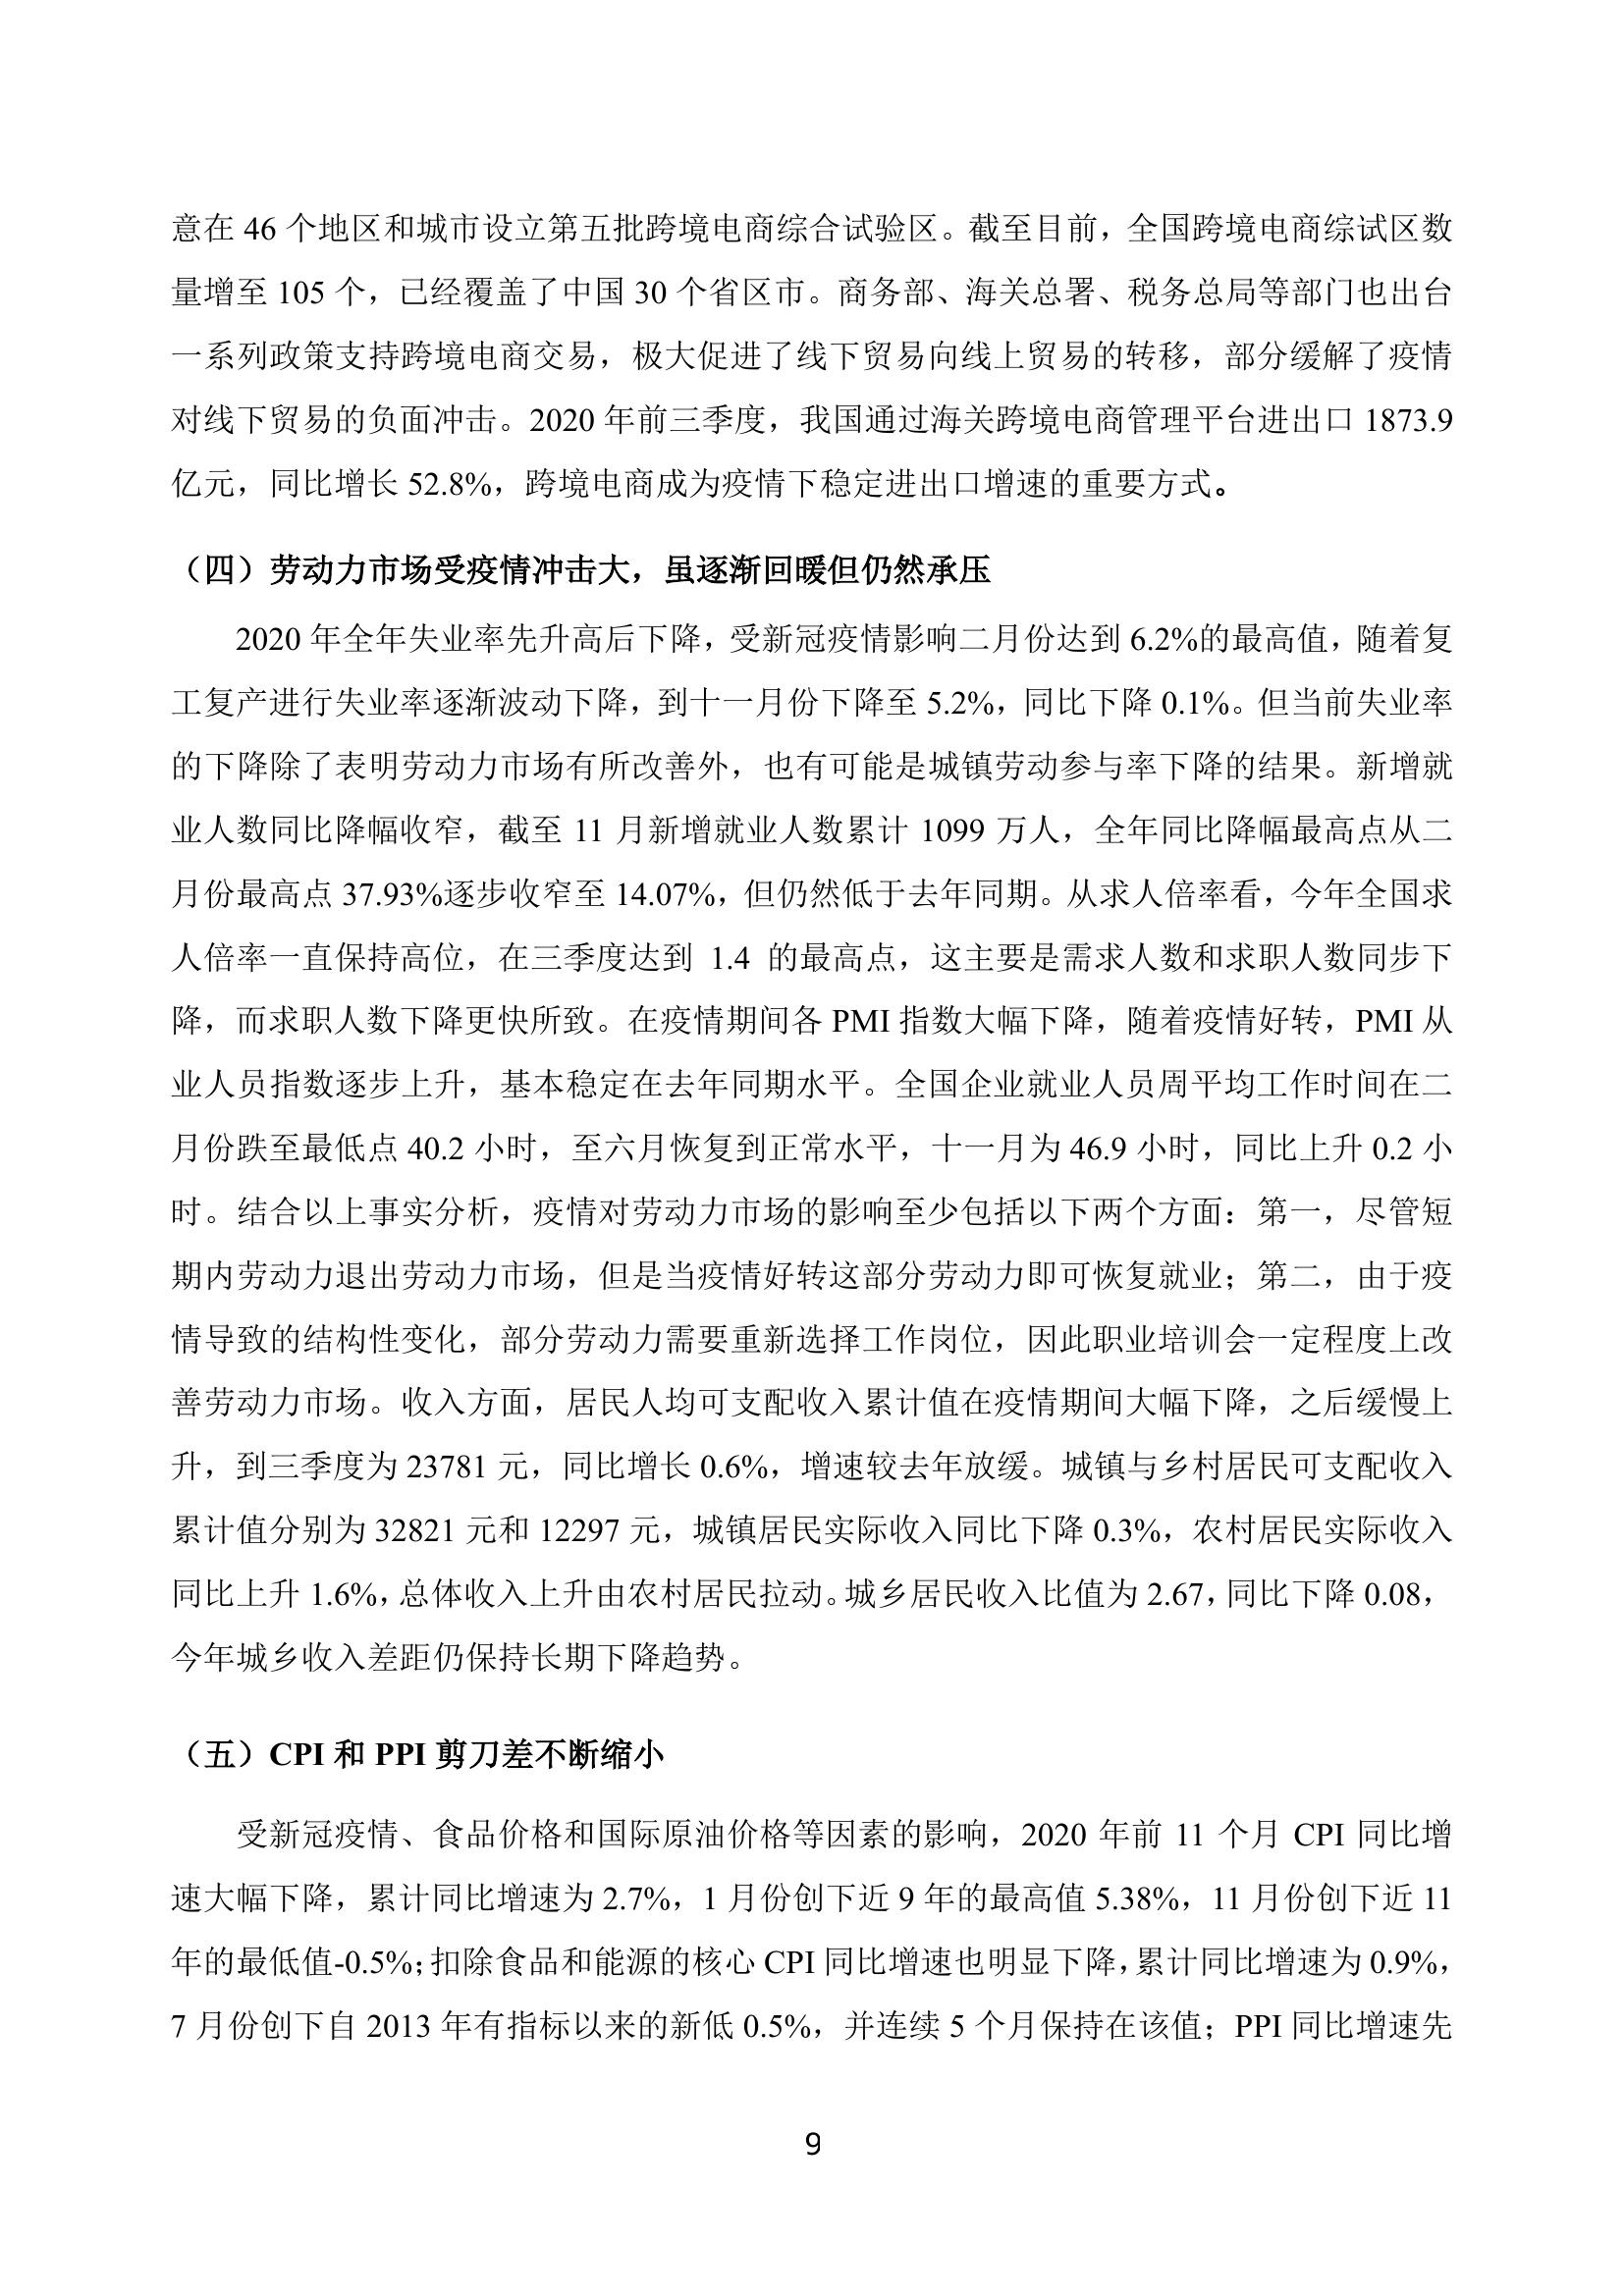 意在 46 个地区和城市设立第五批跨境电商综合试验区。截至目前，全国跨境电商综试区数
量增至 105 个，已经覆盖了中国 30 个省区市。商务部、海关总署、税务总局等部门也出台
一系列政策支持跨境电商交易，极大促进了线下贸易向线上贸易的转移，部分缓解了疫情
对线下贸易的负面冲击。2020 年前三季度，我国通过海关跨境电商管理平台进出口 1873.9
亿元，同比增长 52.8%，跨境电商成为疫情下稳定进出口增速的重要方式。
（四）劳动力市场受疫情冲击大，虽逐渐回暖但仍然承压
2020 年全年失业率先升高后下降，受新冠疫情影响二月份达到 6.2%的最高值，随着复
工复产进行失业率逐渐波动下降，到十一月份下降至 5.2%，同比下降 0.1%。但当前失业率
的下降除了表明劳动力市场有所改善外，也有可能是城镇劳动参与率下降的结果。新增就
业人数同比降幅收窄，截至 11 月新增就业人数累计 1099 万人，全年同比降幅最高点从二
月份最高点 37.93%逐步收窄至 14.07%，但仍然低于去年同期。从求人倍率看，今年全国求
人倍率一直保持高位，在三季度达到 1.4 的最高点，这主要是需求人数和求职人数同步下
降，而求职人数下降更快所致。在疫情期间各 PMI 指数大幅下降，随着疫情好转，PMI 从
业人员指数逐步上升，基本稳定在去年同期水平。全国企业就业人员周平均工作时间在二
月份跌至最低点 40.2 小时，至六月恢复到正常水平，十一月为 46.9 小时，同比上升 0.2 小
时。结合以上事实分析，疫情对劳动力市场的影响至少包括以下两个方面：第一，尽管短
期内劳动力退出劳动力市场，但是当疫情好转这部分劳动力即可恢复就业；第二，由于疫
情导致的结构性变化，部分劳动力需要重新选择工作岗位，因此职业培训会一定程度上改
善劳动力市场。收入方面，居民人均可支配收入累计值在疫情期间大幅下降，之后缓慢上
升，到三季度为 23781 元，同比增长 0.6%，增速较去年放缓。城镇与乡村居民可支配收入
累计值分别为 32821 元和 12297 元，城镇居民实际收入同比下降 0.3%，农村居民实际收入
同比上升 1.6%，总体收入上升由农村居民拉动。城乡居民收入比值为 2.67，同比下降 0.08，
今年城乡收入差距仍保持长期下降趋势。
（五）CPI 和 PPI 剪刀差不断缩小
受新冠疫情、食品价格和国际原油价格等因素的影响，2020 年前 11 个月 CPI 同比增
速大幅下降，累计同比增速为 2.7%，1 月份创下近 9 年的最高值 5.38%，11 月份创下近 11
年的最低值-0.5%；扣除食品和能源的核心 CPI 同比增速也明显下降，累计同比增速为 0.9%，
7 月份创下自 2013 年有指标以来的新低 0.5%，并连续 5 个月保持在该值；PPI 同比增速先
9